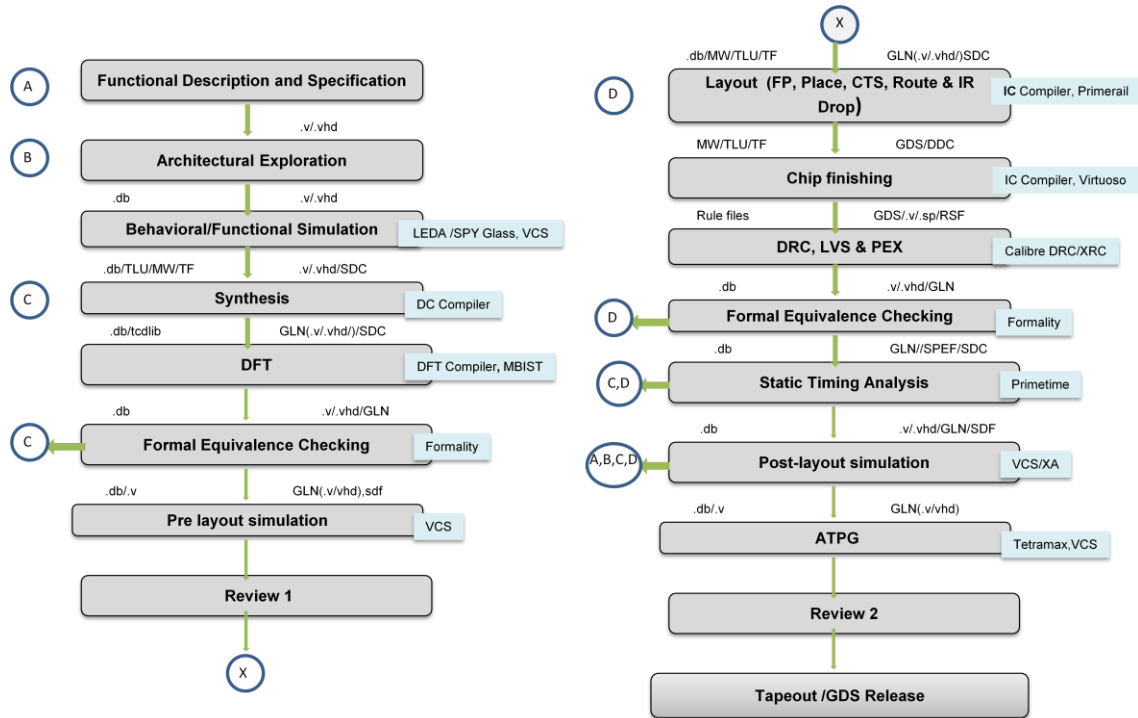 A
Functional Description and Specification
.v/.vhd
B
Architectural Exploration
.db .v/.vhd
Behavioral/Functional Simulation
LEDA /SPY Glass, VCS
.db/TLU/MW/TF .v/.vhd/SDC
C
Synthesis
DC Compiler
.db/tcdlib GLN(.v/.vhd/)/SDC
DFT
DFT Compiler, MBIST
.db .v/.vhd/GLN
C
Formal Equivalence Checking
Formality
.db/.v GLN(.v/vhd),sdf
Pre layout simulation
VCS
Review 1
X
X
.db/MW/TLU/TF GLN(.v/.vhd/)SDC
D
Layout (FP, Place, CTS, Route & IR
Drop)
IC Compiler, Primerail
MW/TLU/TF GDS/DDC
Chip finishing
IC Compiler, Virtuoso
Rule files GDS/.v/.sp/RSF
DRC, LVS & PEX
Calibre DRC/XRC
.db .v/.vhd/GLN
D
Formal Equivalence Checking
Formality
.db GLN//SPEF/SDC
C,D
Static Timing Analysis
Primetime
.db .v/.vhd/GLN/SDF
A,B,C,D
Post-layout simulation
VCS/XA
.db/.v GLN(.v/vhd)
ATPG
Tetramax,VCS
Review 2
Tapeout /GDS Release